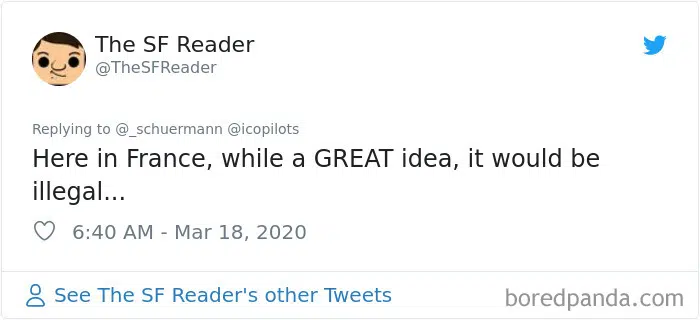 The SF Reader
@TheSFReader
Replying to @_schuermann @icopilots
Here in France, while a GREAT idea, it would be
illegal...
6:40 AM - Mar 18, 2020
See The SF Reader's other Tweets
boredpanda.com